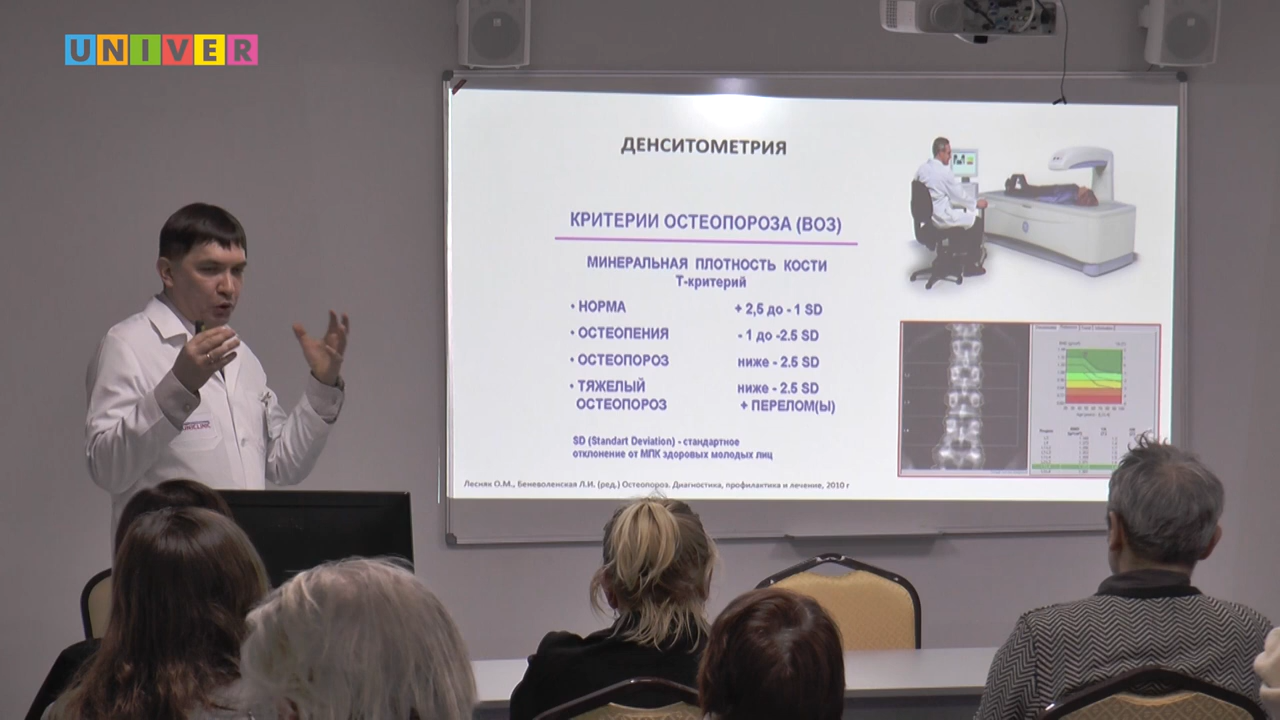 UNIVER
ДЕНСИТОМЕТРИЯ
КРИТЕРИИ ОСТЕОПОРОЗА (ВОЗ)
МИНЕРАЛЬНАЯ ПЛОТНОСТЬ КОСТИ
Т-критерий
• НОРМА + 2,5 до - 1 SD
• ОСТЕОПЕНИЯ - 1 до -2.5 SD
• ОСТЕОПОРОЗ ниже - 2.5 SD
• ТЯЖЕЛЫЙ ниже - 2.5 SD
ОСТЕОПОРОЗ + ПЕРЕЛОМ(Ы)
SD (Standart Deviation) - стандартное
отклонение от МПК здоровых молодых лиц
Лесняк О.М., Беневоленская Л.И. (ред.) Остеопороз. Диагностика, профилактика и лечение, 2010 г
UNICLINIC